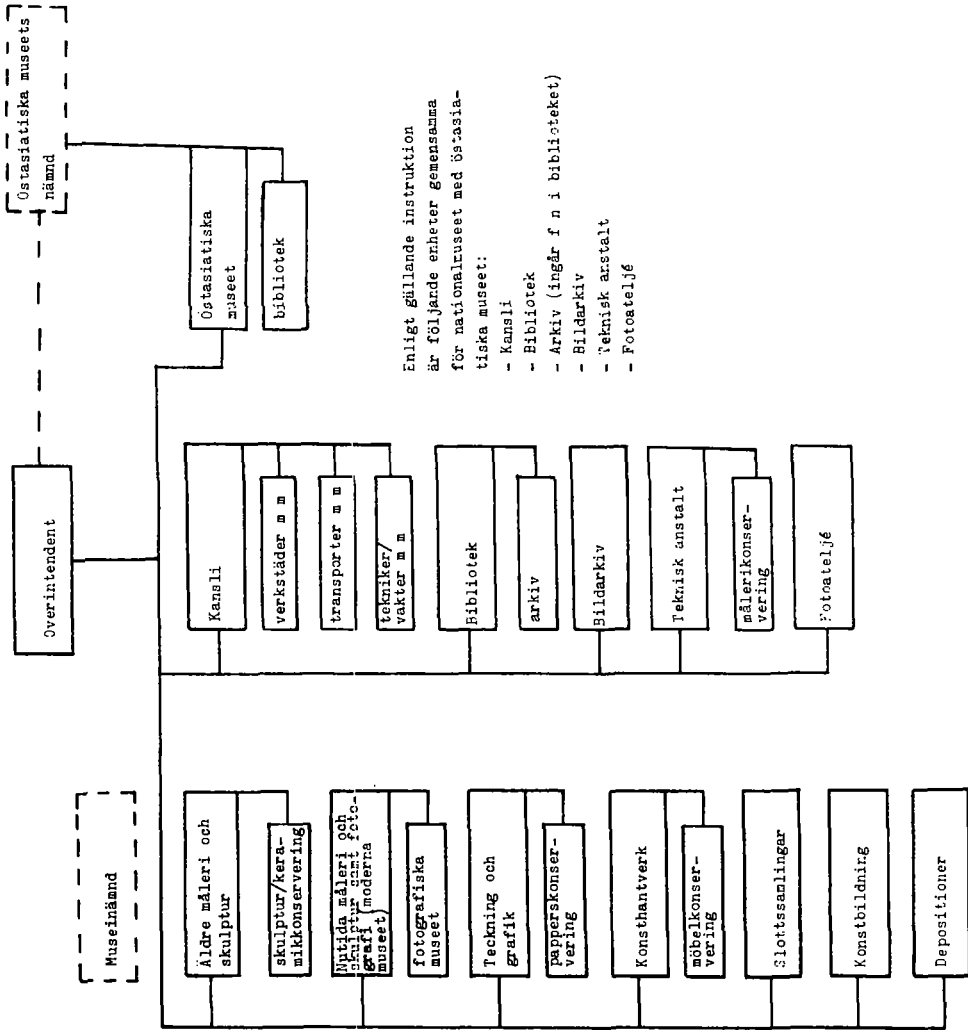 Överintendent
Östasiatiska museets
nämnd
Museinämnd
Äldre måleri och
skulptur
skulptur/kera-
mikkonservering
Nutida måleri och
skulptur samt foto-
grafi (moderna
museet)
fotografiska
museet
Teckning och
grafik
papperskonser-
vering
Konsthantverk
möbelkonser-
vering
Slottssamlingar
Konstbildning
Depositioner
Kansli
verkstäder m m
transporter m m
tekniker/
vakter m m
Bibliotek
arkiv
Bildarkiv
Teknisk anstalt
målerikonser-
vering
Fotoateljé
Östasiatiska
museet
bibliotek
Enligt gällande instruktion
är följande enheter gemensamma
för nationalmuseet med östasia-
tiska museet:
- Kansli
- Bibliotek
- Arkiv (ingår f n i biblioteket)
- Bildarkiv
- Teknisk anstalt
- Fotoateljé